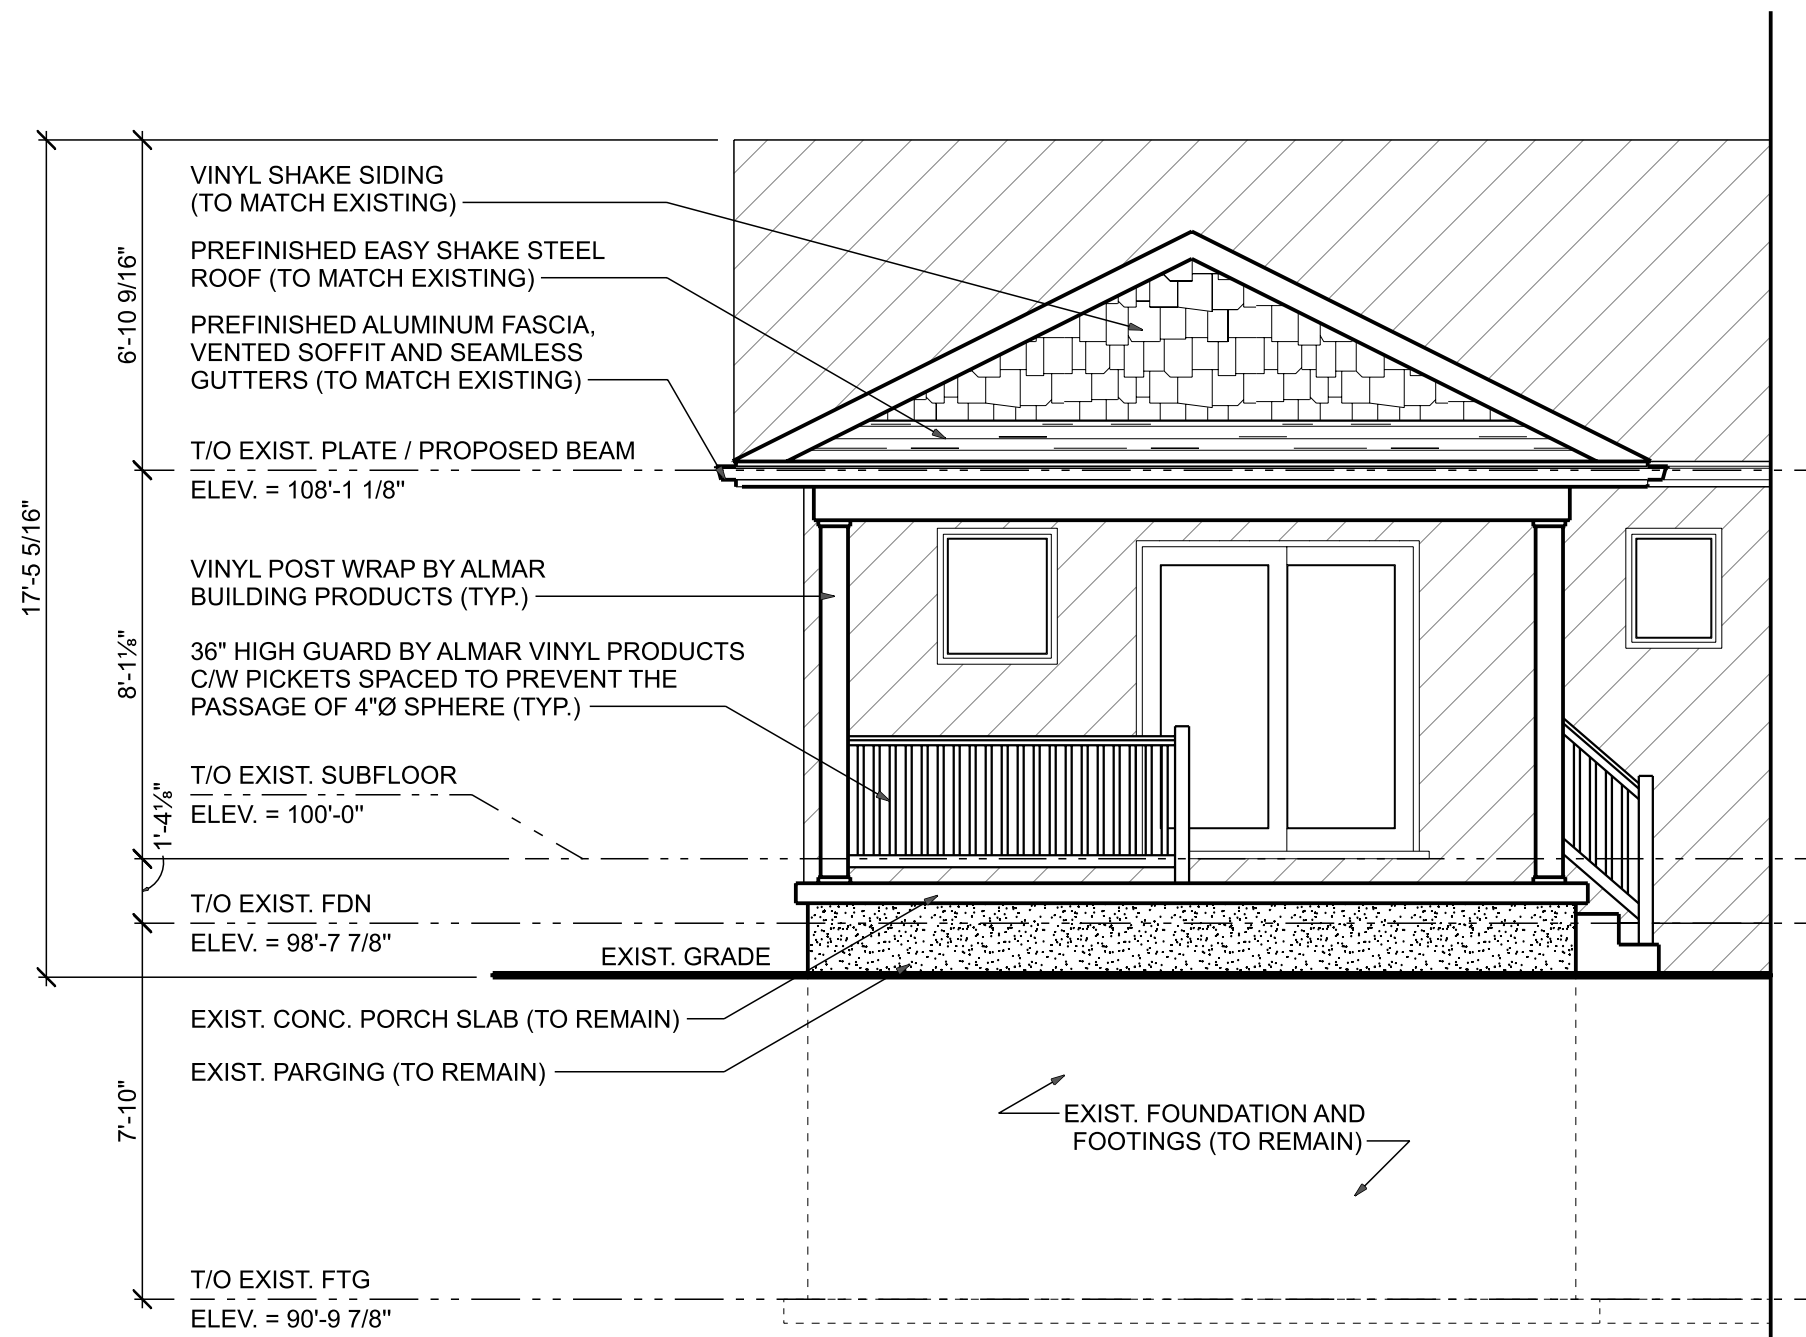 VINYL SHAKE SIDING
(TO MATCH EXISTING)
PREFINISHED EASY SHAKE STEEL
ROOF (TO MATCH EXISTING)
PREFINISHED ALUMINUM FASCIA,
VENTED SOFFIT AND SEAMLESS
GUTTERS (TO MATCH EXISTING)
6'-10 9/16"
T/O EXIST. PLATE / PROPOSED BEAM
ELEV. = 108'-1 1/8"
17'-5 5/16"
VINYL POST WRAP BY ALMAR
BUILDING PRODUCTS (TYP.)
8'-1⅛"
36" HIGH GUARD BY ALMAR VINYL PRODUCTS
C/W PICKETS SPACED TO PREVENT THE
PASSAGE OF 4"Ø SPHERE (TYP.)
T/O EXIST. SUBFLOOR
ELEV. = 100'-0"
1'-4⅛"
T/O EXIST. FDN
ELEV. = 98'-7 7/8"
EXIST. GRADE
EXIST. CONC. PORCH SLAB (TO REMAIN)
EXIST. PARGING (TO REMAIN)
7'-10"
EXIST. FOUNDATION AND
FOOTINGS (TO REMAIN)
T/O EXIST. FTG
ELEV. = 90'-9 7/8"